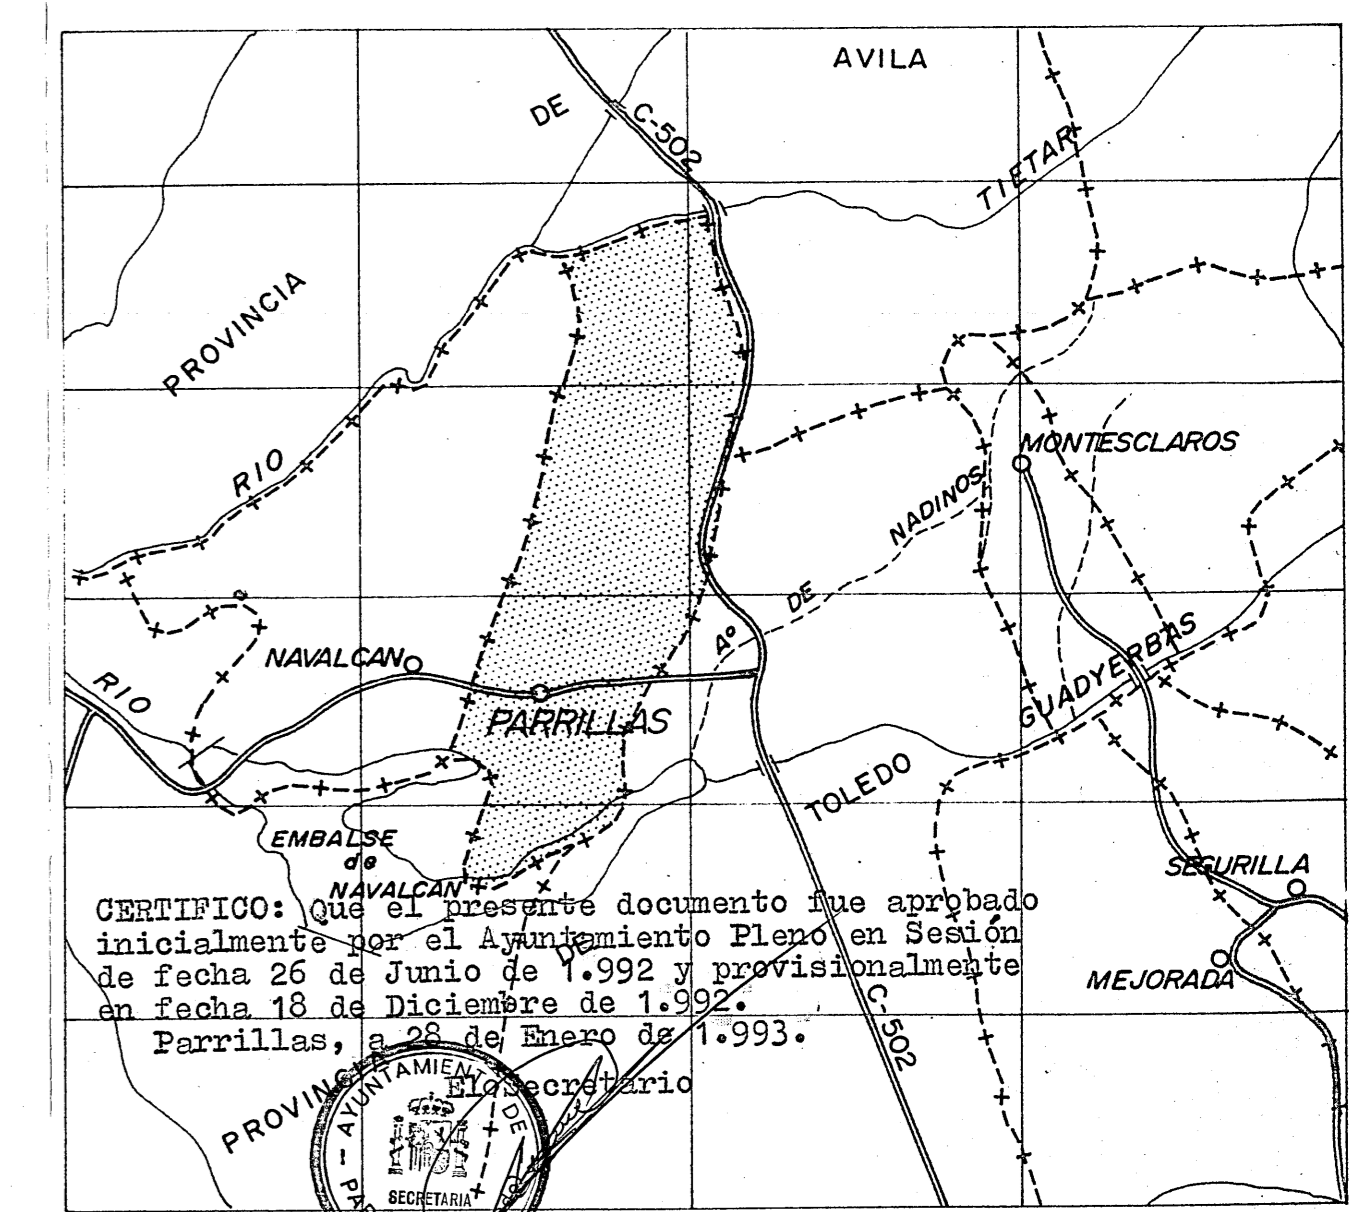 AVILA
DE
C-502
TIETAR
PROVINCIA
RIO
MONTESCLAROS
NADINOS
DE
Aº
NAVALCAN
RIO
GUADYERBAS
PARRILLAS
TOLEDO
EMBALSE
de
NAVALCAN
SEGURILLA
MEJORADA
CERTIFICO: Que el presente documento fue aprobado
inicialmente por el Ayuntamiento Pleno en Sesión
de fecha 26 de Junio de 1.992 y provisionalmente
en fecha 18 de Diciembre de 1.992.
Parrillas, a 28 de Enero de 1.993.
El Secretario
DE
C-502
PROVINCIA
AYUNTAMIENT DE
PA
SECRETARIA